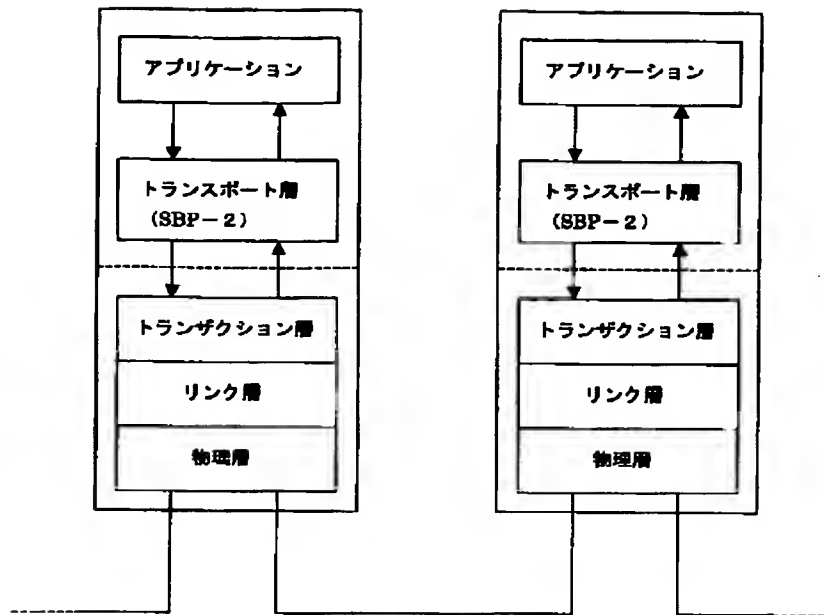 アプリケーション
トランスポート層
(SBP-2)
トランザクション層
リンク層
物理層
アプリケーション
トランスポート層
(SBP-2)
トランザクション層
リンク層
物理層